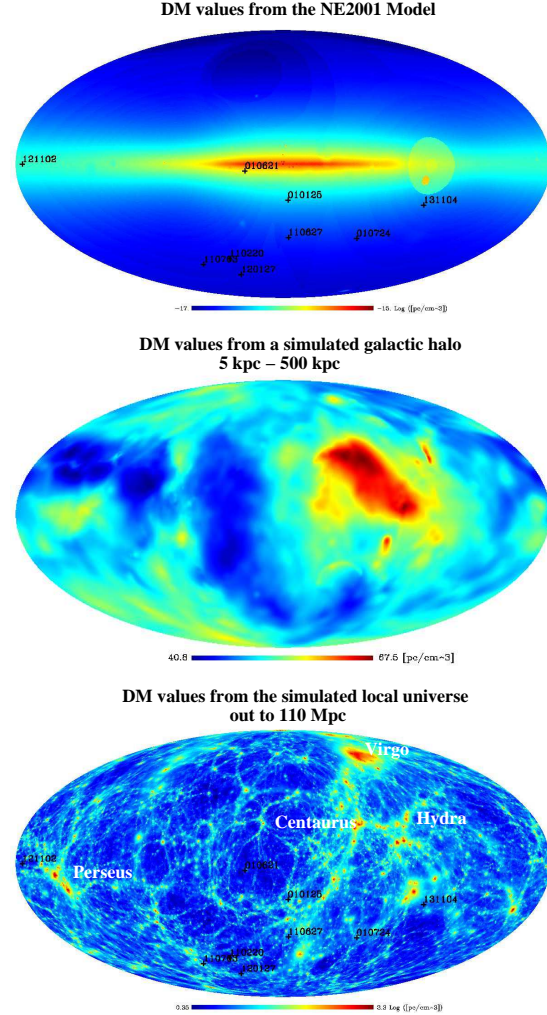 DM values from the NE2001 Model
121102
010621
010125
131104
110627
010724
110220
110703
120127
-17
-15. Log ([pc/cm-3])
DM values from a simulated galactic halo
5 kpc – 500 kpc
40.8
67.5 [pc/cm-3]
DM values from the simulated local universe
out to 110 Mpc
Virgo
Centaurus
Hydra
121102
Perseus
010621
010125
131104
110627
010724
110220
110703
120127
0.35
3.3 Log ([pc/cm-3])